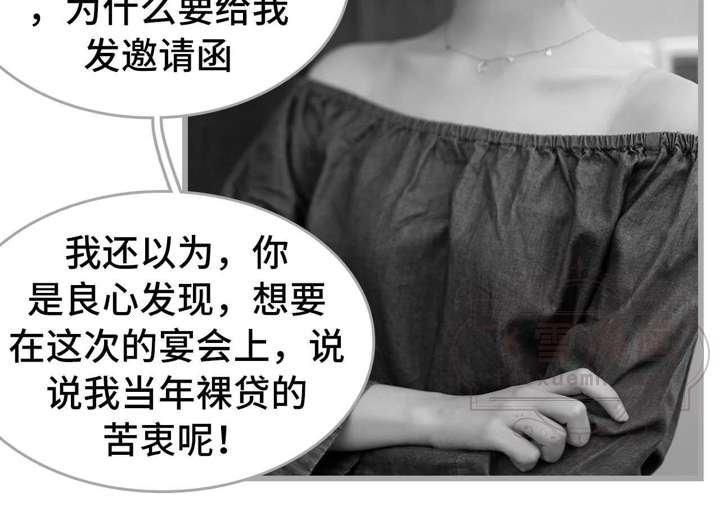 ，为什么要给我
发邀请函
我还以为，你
是良心发现，想要
在这次的宴会上，说
说我当年裸贷的
苦衷呢！